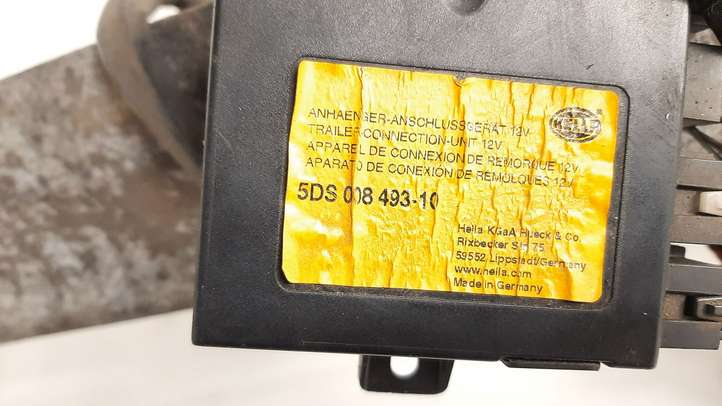 ANHAENGER-ANSCHLUSSGERAT 12V
TRAILER-CONNECTION-UNIT 12V
APPAREL DE CONNEXION DE REMORQUE 12V
APARATO DE CONEXION DE REMOLQUES 12V
5DS 008 493-10
Hella KGaA Hueck & Co.
Rixbecker Str. 75
59552 Lippstadt/Germany
www.hella.com
Made in Germany